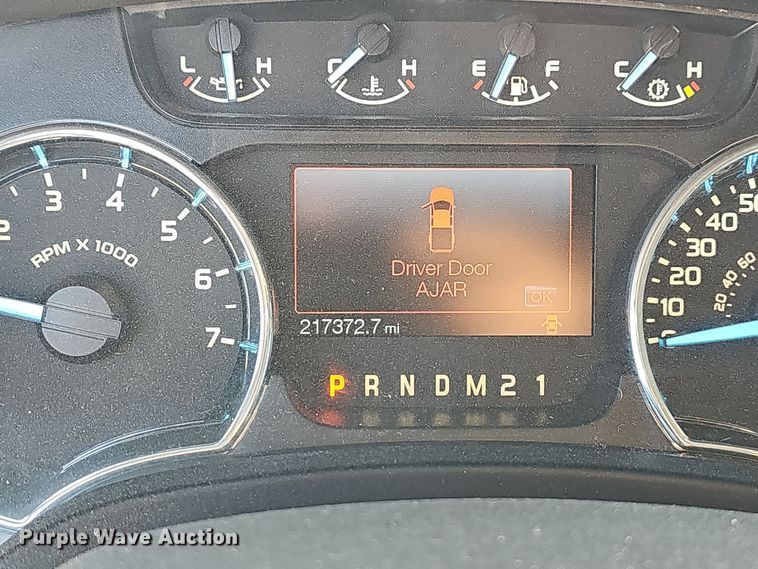 L H C H E F C H
2 3 4 5 6 7
RPM X 1000
Driver Door
AJAR
OK
217372.7 mi
P R N D M 2 1
0 10 20 30 40 50
20 40 60
Purple Wave Auction